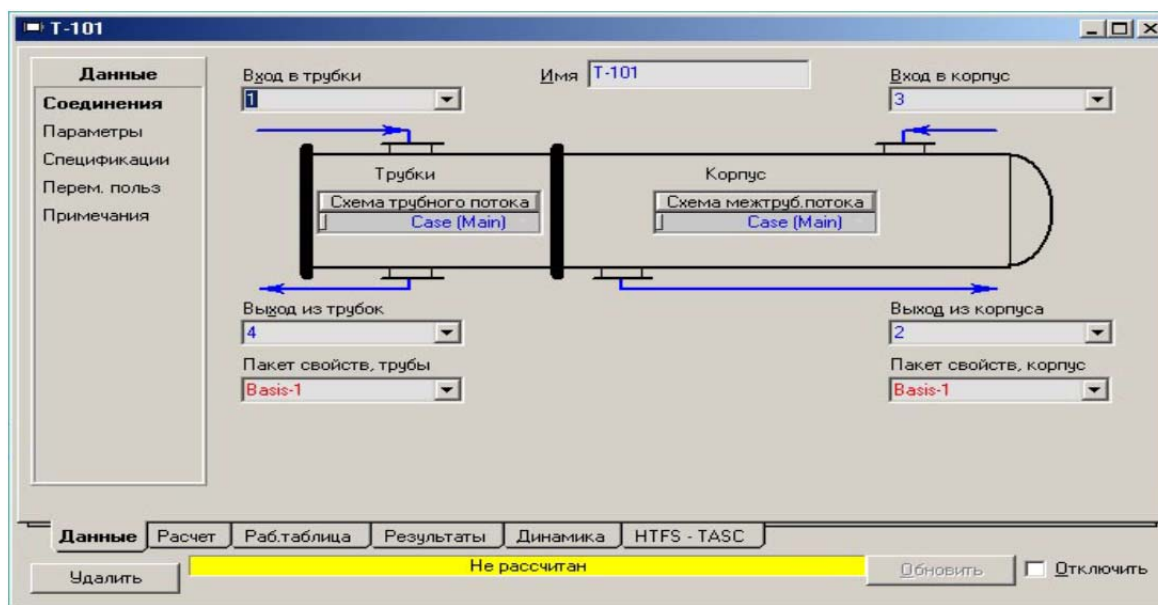 T-101
Данные
Соединения
Параметры
Спецификации
Перем. польз
Примечания
Вход в трубки
1
Имя T-101
Вход в корпус
3
Трубки
Схема трубного потока
Case (Main)
Корпус
Схема межтруб.потока
Case (Main)
Выход из трубок
4
Выход из корпуса
2
Пакет свойств, трубы
Basis-1
Пакет свойств, корпус
Basis-1
Данные Расчет Раб.таблица Результаты Динамика HTFS - TASC
Удалить Не рассчитан Обновить Отключить